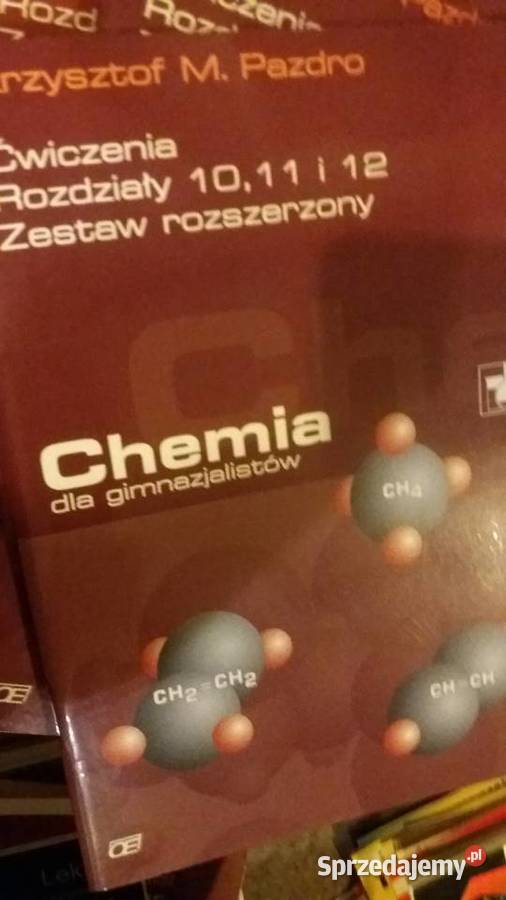 Rozd
rzysztof M. Pazdro
Ćwiczenia
Rozdziały 10, 11 i 12
Zestaw rozszerzony
Chemia
dla gimnazjalistów
CH4
CH2=CH2
CH≡CH
OE
OE
Sprzedajemy.pl